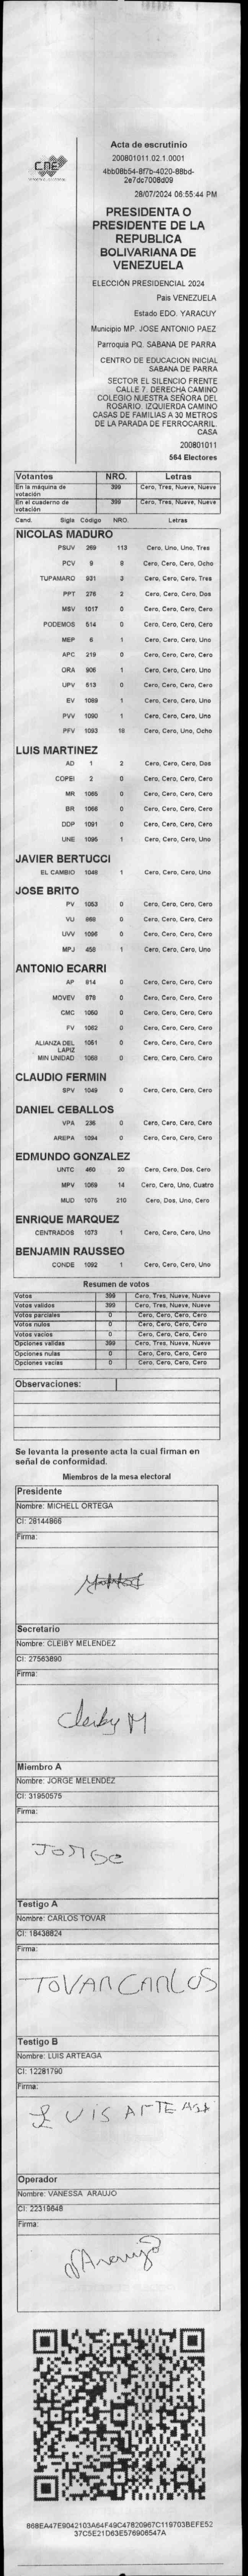 CNE
Acta de escrutinio
200801011.02.1.0001
4bb08b54-8f7b-4020-88bd-
2e7dc7008d09
28/07/2024 06:55:44 PM
PRESIDENTA O
PRESIDENTE DE LA
REPUBLICA
BOLIVARIANA DE
VENEZUELA
ELECCIÓN PRESIDENCIAL 2024
Pais VENEZUELA
Estado EDO. YARACUY
Municipio MP. JOSE ANTONIO PAEZ
Parroquia PQ. SABANA DE PARRA
CENTRO DE EDUCACION INICIAL
SABANA DE PARRA
SECTOR EL SILENCIO FRENTE
CALLE 7. DERECHA CAMINO
COLEGIO NUESTRA SEÑORA DEL
ROSARIO. IZQUIERDA CAMINO
CASAS DE FAMILIAS A 30 METROS
DE LA PARADA DE FERROCARRIL.
CASA
200801011
564 Electores
Votantes NRO. Letras
En la máquina de votación 399 Cero, Tres, Nueve, Nueve
En el cuaderno de votación 399 Cero, Tres, Nueve, Nueve
Cand. Sigla Código NRO. Letras
NICOLAS MADURO
PSUV 269 113 Cero, Uno, Uno, Tres
PCV 9 8 Cero, Cero, Cero, Ocho
TUPAMARO 931 3 Cero, Cero, Cero, Tres
PPT 276 2 Cero, Cero, Cero, Dos
MSV 1017 0 Cero, Cero, Cero, Cero
PODEMOS 514 0 Cero, Cero, Cero, Cero
MEP 6 1 Cero, Cero, Cero, Uno
APC 219 0 Cero, Cero, Cero, Cero
ORA 906 1 Cero, Cero, Cero, Uno
UPV 513 0 Cero, Cero, Cero, Cero
EV 1089 1 Cero, Cero, Cero, Uno
PVV 1090 1 Cero, Cero, Cero, Uno
PFV 1093 18 Cero, Cero, Uno, Ocho
LUIS MARTINEZ
AD 1 2 Cero, Cero, Cero, Dos
COPEI 2 0 Cero, Cero, Cero, Cero
MR 1065 0 Cero, Cero, Cero, Cero
BR 1066 0 Cero, Cero, Cero, Cero
DDP 1091 0 Cero, Cero, Cero, Cero
UNE 1095 1 Cero, Cero, Cero, Uno
JAVIER BERTUCCI
EL CAMBIO 1048 1 Cero, Cero, Cero, Uno
JOSE BRITO
PV 1053 0 Cero, Cero, Cero, Cero
VU 868 0 Cero, Cero, Cero, Cero
UVV 1096 0 Cero, Cero, Cero, Cero
MPJ 458 1 Cero, Cero, Cero, Uno
ANTONIO ECARRI
AP 814 0 Cero, Cero, Cero, Cero
MOVEV 879 0 Cero, Cero, Cero, Cero
CMC 1050 0 Cero, Cero, Cero, Cero
FV 1062 0 Cero, Cero, Cero, Cero
ALIANZA DEL LAPIZ 1051 0 Cero, Cero, Cero, Cero
MIN UNIDAD 1068 0 Cero, Cero, Cero, Cero
CLAUDIO FERMIN
SPV 1049 0 Cero, Cero, Cero, Cero
DANIEL CEBALLOS
VPA 236 0 Cero, Cero, Cero, Cero
AREPA 1094 0 Cero, Cero, Cero, Cero
EDMUNDO GONZALEZ
UNTC 460 20 Cero, Cero, Dos, Cero
MPV 1069 14 Cero, Cero, Uno, Cuatro
MUD 1075 210 Cero, Dos, Uno, Cero
ENRIQUE MARQUEZ
CENTRADOS 1073 1 Cero, Cero, Cero, Uno
BENJAMIN RAUSSEO
CONDE 1092 1 Cero, Cero, Cero, Uno
Resumen de votos
Votos 399 Cero, Tres, Nueve, Nueve
Votos validos 399 Cero, Tres, Nueve, Nueve
Votos parciales 0 Cero, Cero, Cero, Cero
Votos nulos 0 Cero, Cero, Cero, Cero
Votos vacios 0 Cero, Cero, Cero, Cero
Opciones validas 399 Cero, Tres, Nueve, Nueve
Opciones nulas 0 Cero, Cero, Cero, Cero
Opciones vacias 0 Cero, Cero, Cero, Cero
Observaciones:
Se levanta la presente acta la cual firman en
señal de conformidad.
Miembros de la mesa electoral
Presidente
Nombre: MICHELL ORTEGA
CI: 28144866
Firma:
Secretario
Nombre: CLEIBY MELENDEZ
CI: 27563890
Firma:
Cleiby M
Miembro A
Nombre: JORGE MELENDEZ
CI: 31950575
Firma:
JORGE
Testigo A
Nombre: CARLOS TOVAR
CI: 18438824
Firma:
TOVAR CARLOS
Testigo B
Nombre: LUIS ARTEAGA
CI: 12281790
Firma:
LUIS ARTEAGA
Operador
Nombre: VANESSA ARAUJO
CI: 22319648
Firma:
VAraujo
868EA47E9042103A64F49C47820967C119703BEFE52
37C5E21D63E576908547A